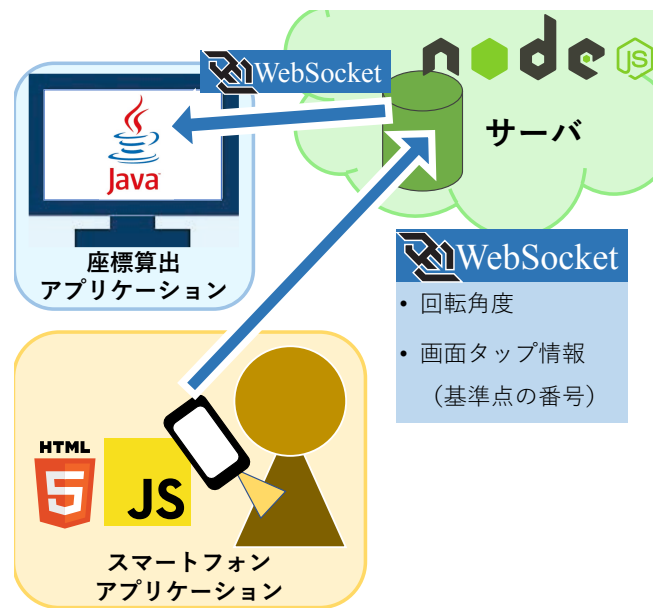 node
JS
WebSocket
サーバ
Java
座標算出
アプリケーション
WebSocket
• 回転角度
• 画面タップ情報
（基準点の番号）
HTML
5
JS
スマートフォン
アプリケーション